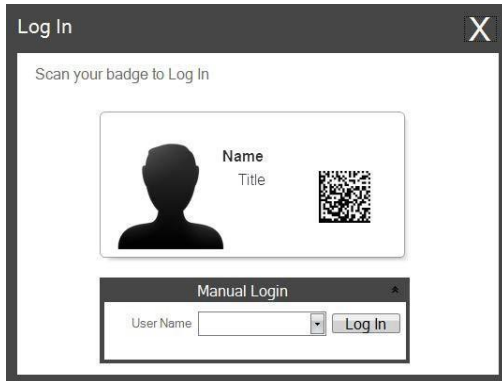 Log In
X
Scan your badge to Log In
Name
Title
Manual Login
User Name
Log In